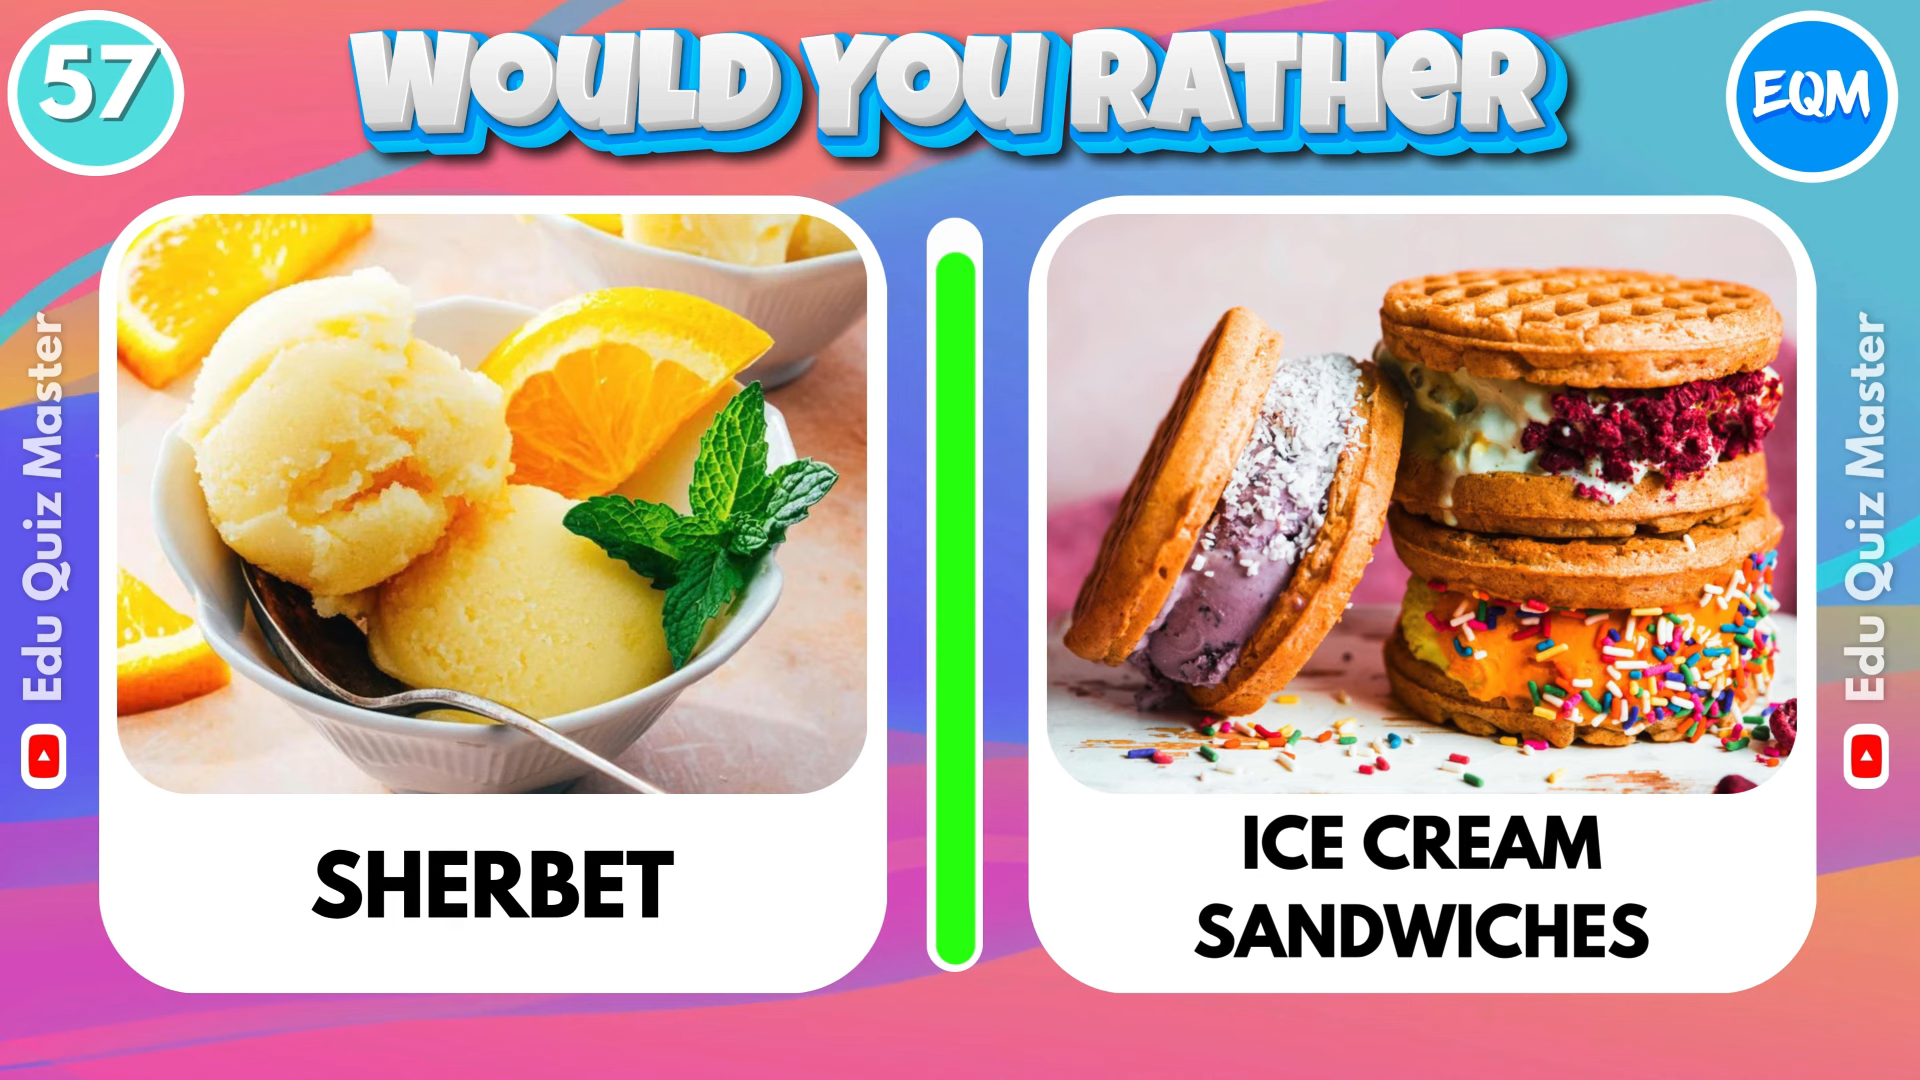 57
WOULD YOU RATHER
EQM
Edu Quiz Master
SHERBET
ICE CREAM
SANDWICHES
Edu Quiz Master